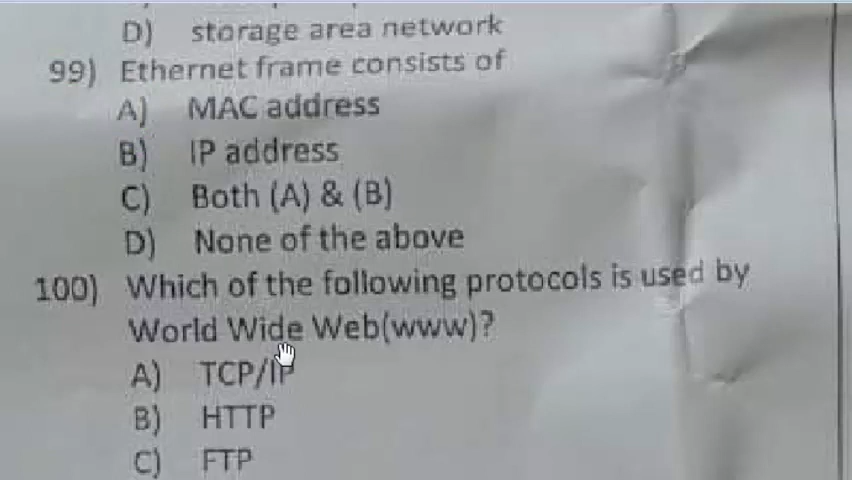 D) storage area network
99) Ethernet frame consists of
A) MAC address
B) IP address
C) Both (A) & (B)
D) None of the above
100) Which of the following protocols is used by
World Wide Web(www)?
A) TCP/IP
B) HTTP
C) FTP